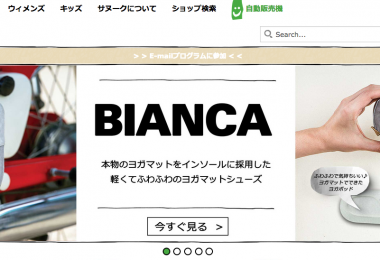 ウィメンズ キッズ サヌークについて ショップ検索 自動販売機
Search...
> > E-mailプログラムに参加 < <
BIANCA
本物のヨガマットをインソールに採用した
軽くてふわふわのヨガマットシューズ
今すぐ見る >
ふわふわで気持ちいい♪
ヨガマットでできた
ヨガポッド